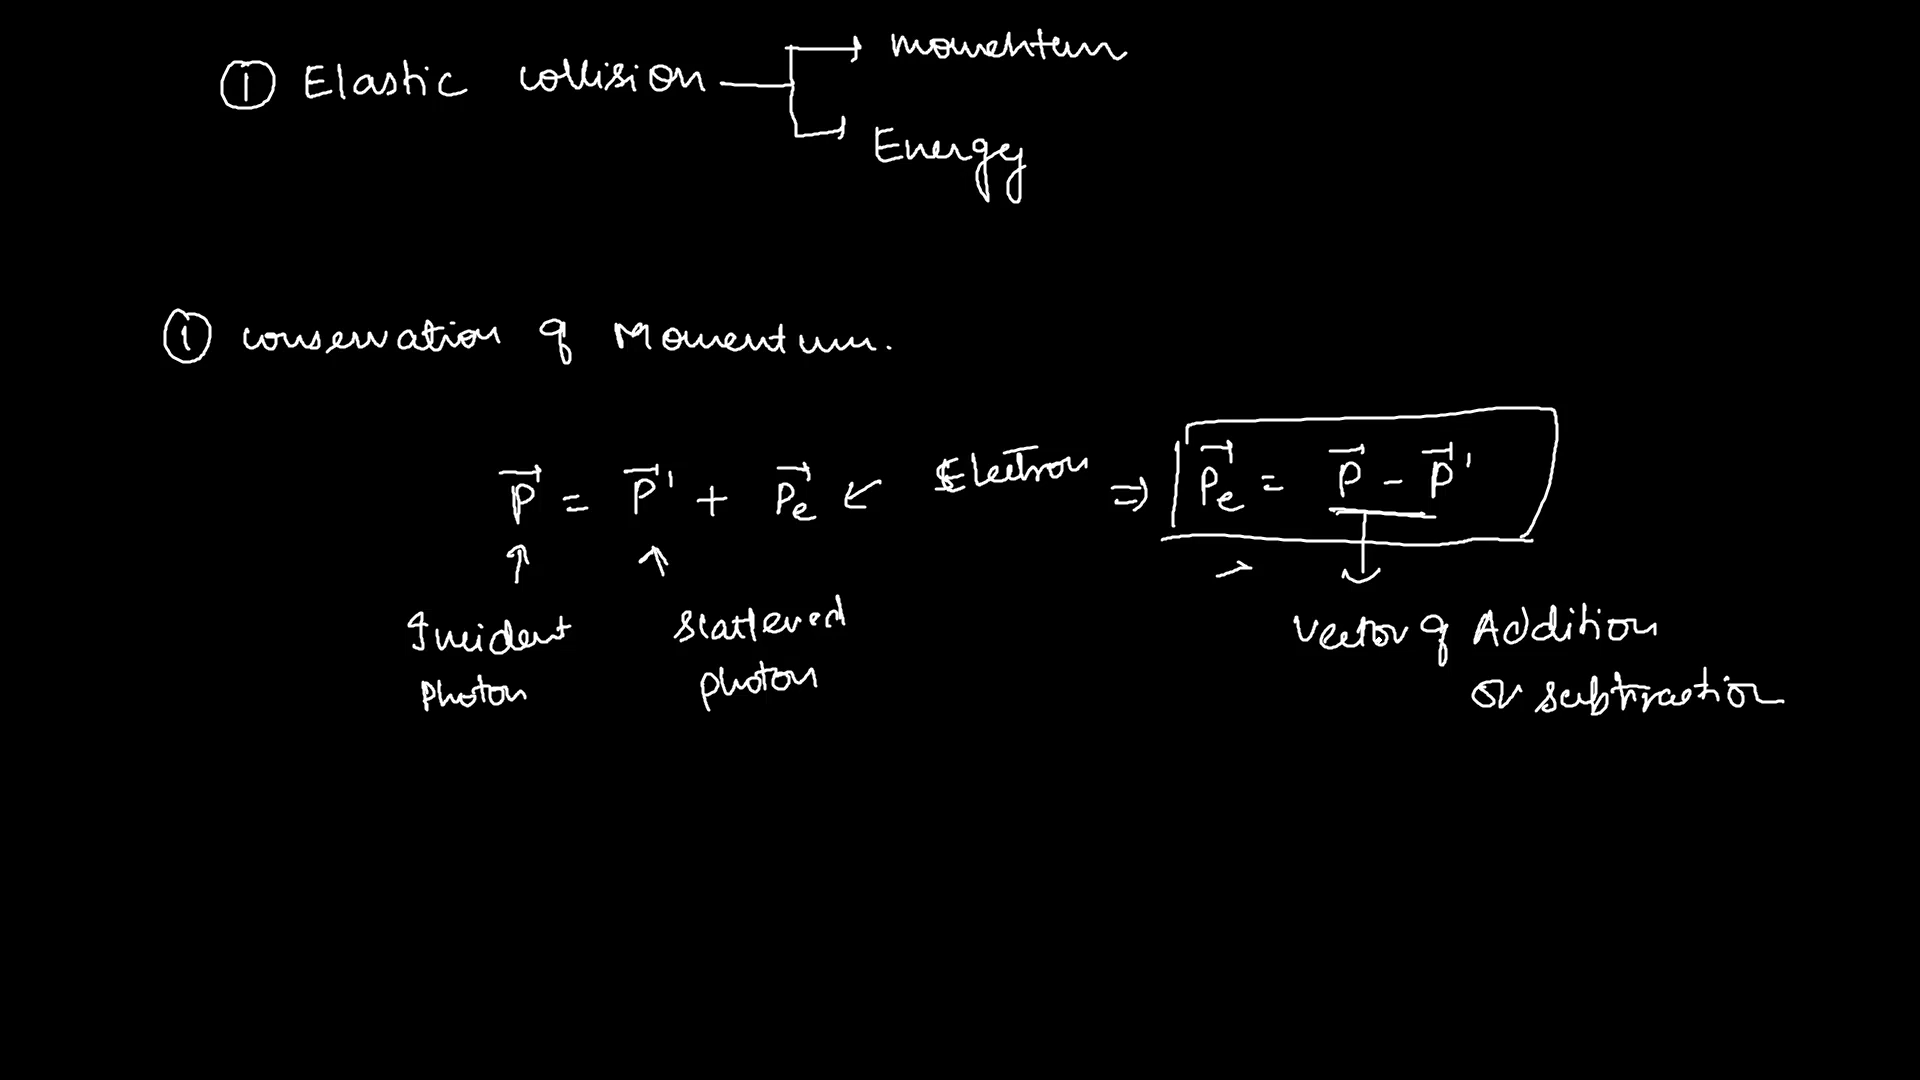 ① Elastic collision → momentum
→ Energy
① conservation of Momentum.
P⃗ = P⃗' + P⃗e ← Electron ⇒ P⃗e = P⃗ - P⃗'
↑ ↑ ↓
Incident scattered Vector of Addition
photon photon or subtraction